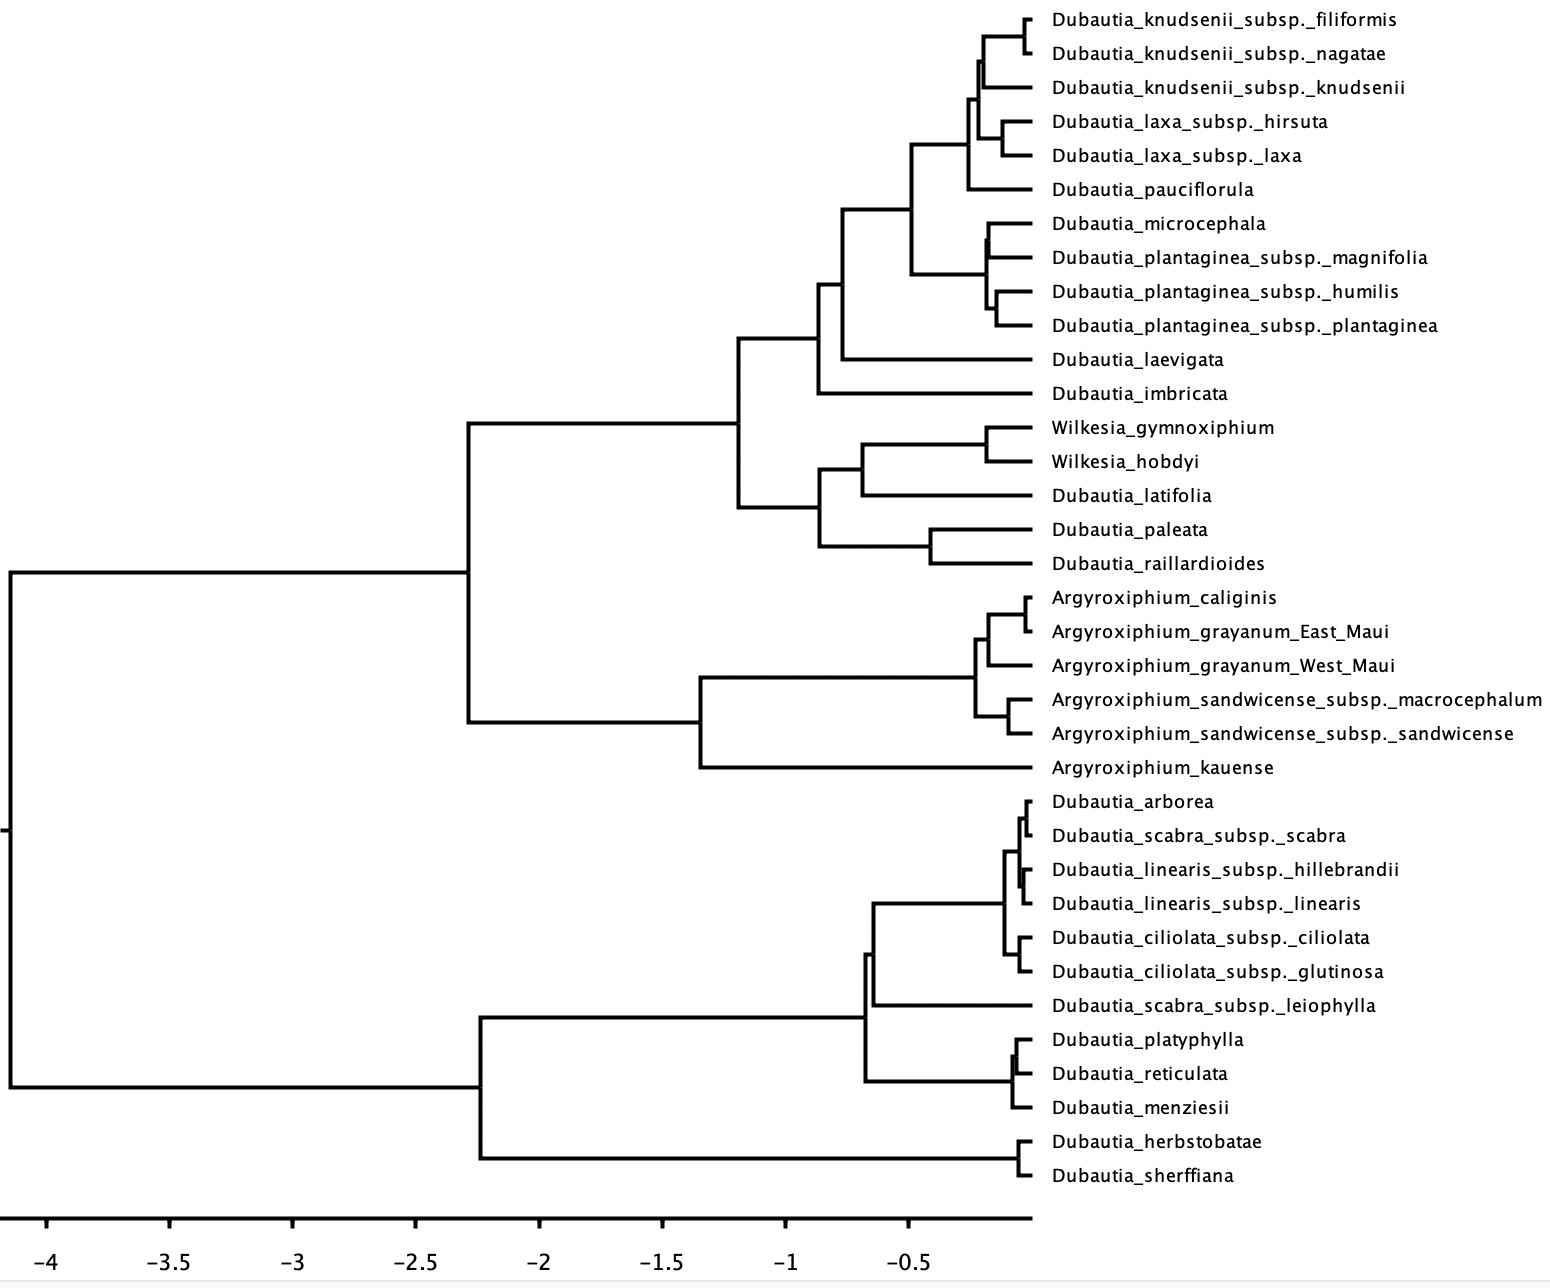 Dubautia_knudsenii_subsp._filiformis
Dubautia_knudsenii_subsp._nagatae
Dubautia_knudsenii_subsp._knudsenii
Dubautia_laxa_subsp._hirsuta
Dubautia_laxa_subsp._laxa
Dubautia_pauciflorula
Dubautia_microcephala
Dubautia_plantaginea_subsp._magnifolia
Dubautia_plantaginea_subsp._humilis
Dubautia_plantaginea_subsp._plantaginea
Dubautia_laevigata
Dubautia_imbricata
Wilkesia_gymnoxiphium
Wilkesia_hobdyi
Dubautia_latifolia
Dubautia_paleata
Dubautia_raillardioides
Argyroxiphium_caliginis
Argyroxiphium_grayanum_East_Maui
Argyroxiphium_grayanum_West_Maui
Argyroxiphium_sandwicense_subsp._macrocephalum
Argyroxiphium_sandwicense_subsp._sandwicense
Argyroxiphium_kauense
Dubautia_arborea
Dubautia_scabra_subsp._scabra
Dubautia_linearis_subsp._hillebrandii
Dubautia_linearis_subsp._linearis
Dubautia_ciliolata_subsp._ciliolata
Dubautia_ciliolata_subsp._glutinosa
Dubautia_scabra_subsp._leiophylla
Dubautia_platyphylla
Dubautia_reticulata
Dubautia_menziesii
Dubautia_herbstobatae
Dubautia_sherffiana
−4 −3.5 −3 −2.5 −2 −1.5 −1 −0.5